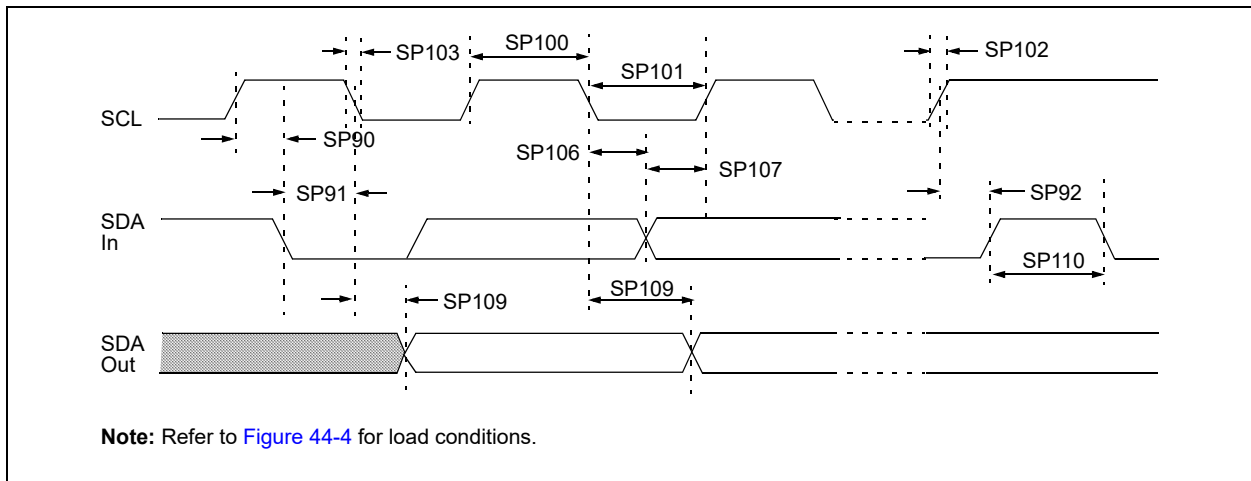 SP103
SP100
SP101
SP102
SCL
SP90
SP106
SP107
SP91
SP92
SDA
In
SP110
SP109
SP109
SDA
Out
Note: Refer to Figure 44-4 for load conditions.